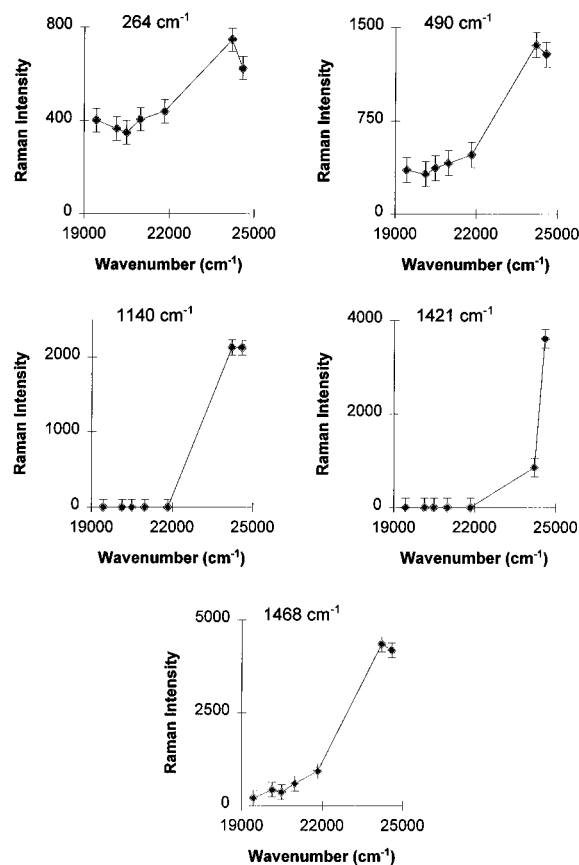 264 cm⁻¹
Raman Intensity
800
400
0
19000 22000 25000
Wavenumber (cm⁻¹)
490 cm⁻¹
Raman Intensity
1500
750
0
19000 22000 25000
Wavenumber (cm⁻¹)
1140 cm⁻¹
Raman Intensity
2000
1000
0
19000 22000 25000
Wavenumber (cm⁻¹)
1421 cm⁻¹
Raman Intensity
4000
2000
0
19000 22000 25000
Wavenumber (cm⁻¹)
1468 cm⁻¹
Raman Intensity
5000
2500
0
19000 22000 25000
Wavenumber (cm⁻¹)